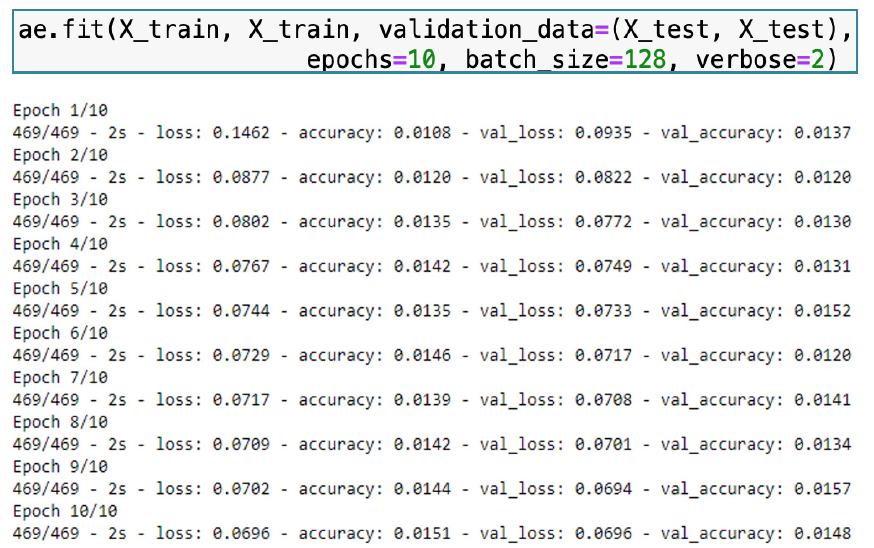 ae.fit(X_train, X_train, validation_data=(X_test, X_test),
epochs=10, batch_size=128, verbose=2)
Epoch 1/10
469/469 - 2s - loss: 0.1462 - accuracy: 0.0108 - val_loss: 0.0935 - val_accuracy: 0.0137
Epoch 2/10
469/469 - 2s - loss: 0.0877 - accuracy: 0.0120 - val_loss: 0.0822 - val_accuracy: 0.0120
Epoch 3/10
469/469 - 2s - loss: 0.0802 - accuracy: 0.0135 - val_loss: 0.0772 - val_accuracy: 0.0130
Epoch 4/10
469/469 - 2s - loss: 0.0767 - accuracy: 0.0142 - val_loss: 0.0749 - val_accuracy: 0.0131
Epoch 5/10
469/469 - 2s - loss: 0.0744 - accuracy: 0.0135 - val_loss: 0.0733 - val_accuracy: 0.0152
Epoch 6/10
469/469 - 2s - loss: 0.0729 - accuracy: 0.0146 - val_loss: 0.0717 - val_accuracy: 0.0120
Epoch 7/10
469/469 - 2s - loss: 0.0717 - accuracy: 0.0139 - val_loss: 0.0708 - val_accuracy: 0.0141
Epoch 8/10
469/469 - 2s - loss: 0.0709 - accuracy: 0.0142 - val_loss: 0.0701 - val_accuracy: 0.0134
Epoch 9/10
469/469 - 2s - loss: 0.0702 - accuracy: 0.0144 - val_loss: 0.0694 - val_accuracy: 0.0157
Epoch 10/10
469/469 - 2s - loss: 0.0696 - accuracy: 0.0151 - val_loss: 0.0696 - val_accuracy: 0.0148